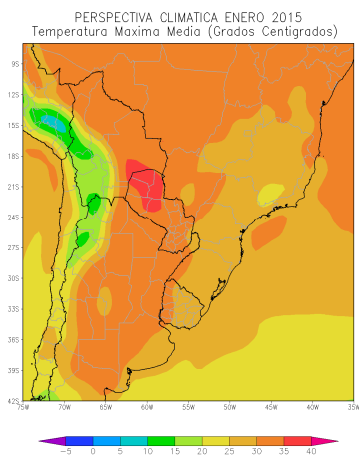 PERSPECTIVA CLIMATICA ENERO 2015
Temperatura Maxima Media (Grados Centigrados)
9S
12S
15S
18S
21S
24S
27S
30S
33S
36S
39S
42S
75W 70W 65W 60W 55W 50W 45W 40W 35W
-5 0 5 10 15 20 25 30 35 40